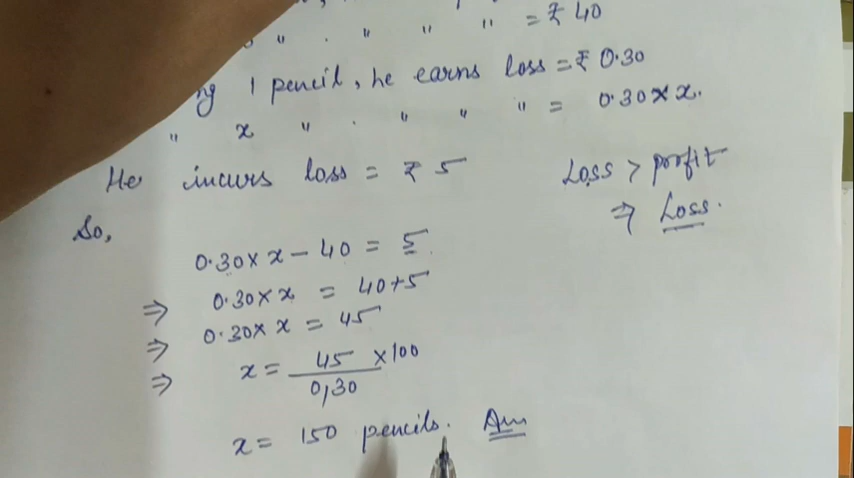 " . " " " = ₹ 40
ng 1 pencil, he earns loss = ₹ 0.30
" x " . " " " = 0.30 × x.
He incurs loss = ₹ 5
Loss > profit
⇒ Loss.
So,
0.30 × x - 40 = 5
⇒ 0.30 × x = 40+5
⇒ 0.30 × x = 45
⇒ x = 45 × 100 / 0,30
x = 150 pencils. Ans